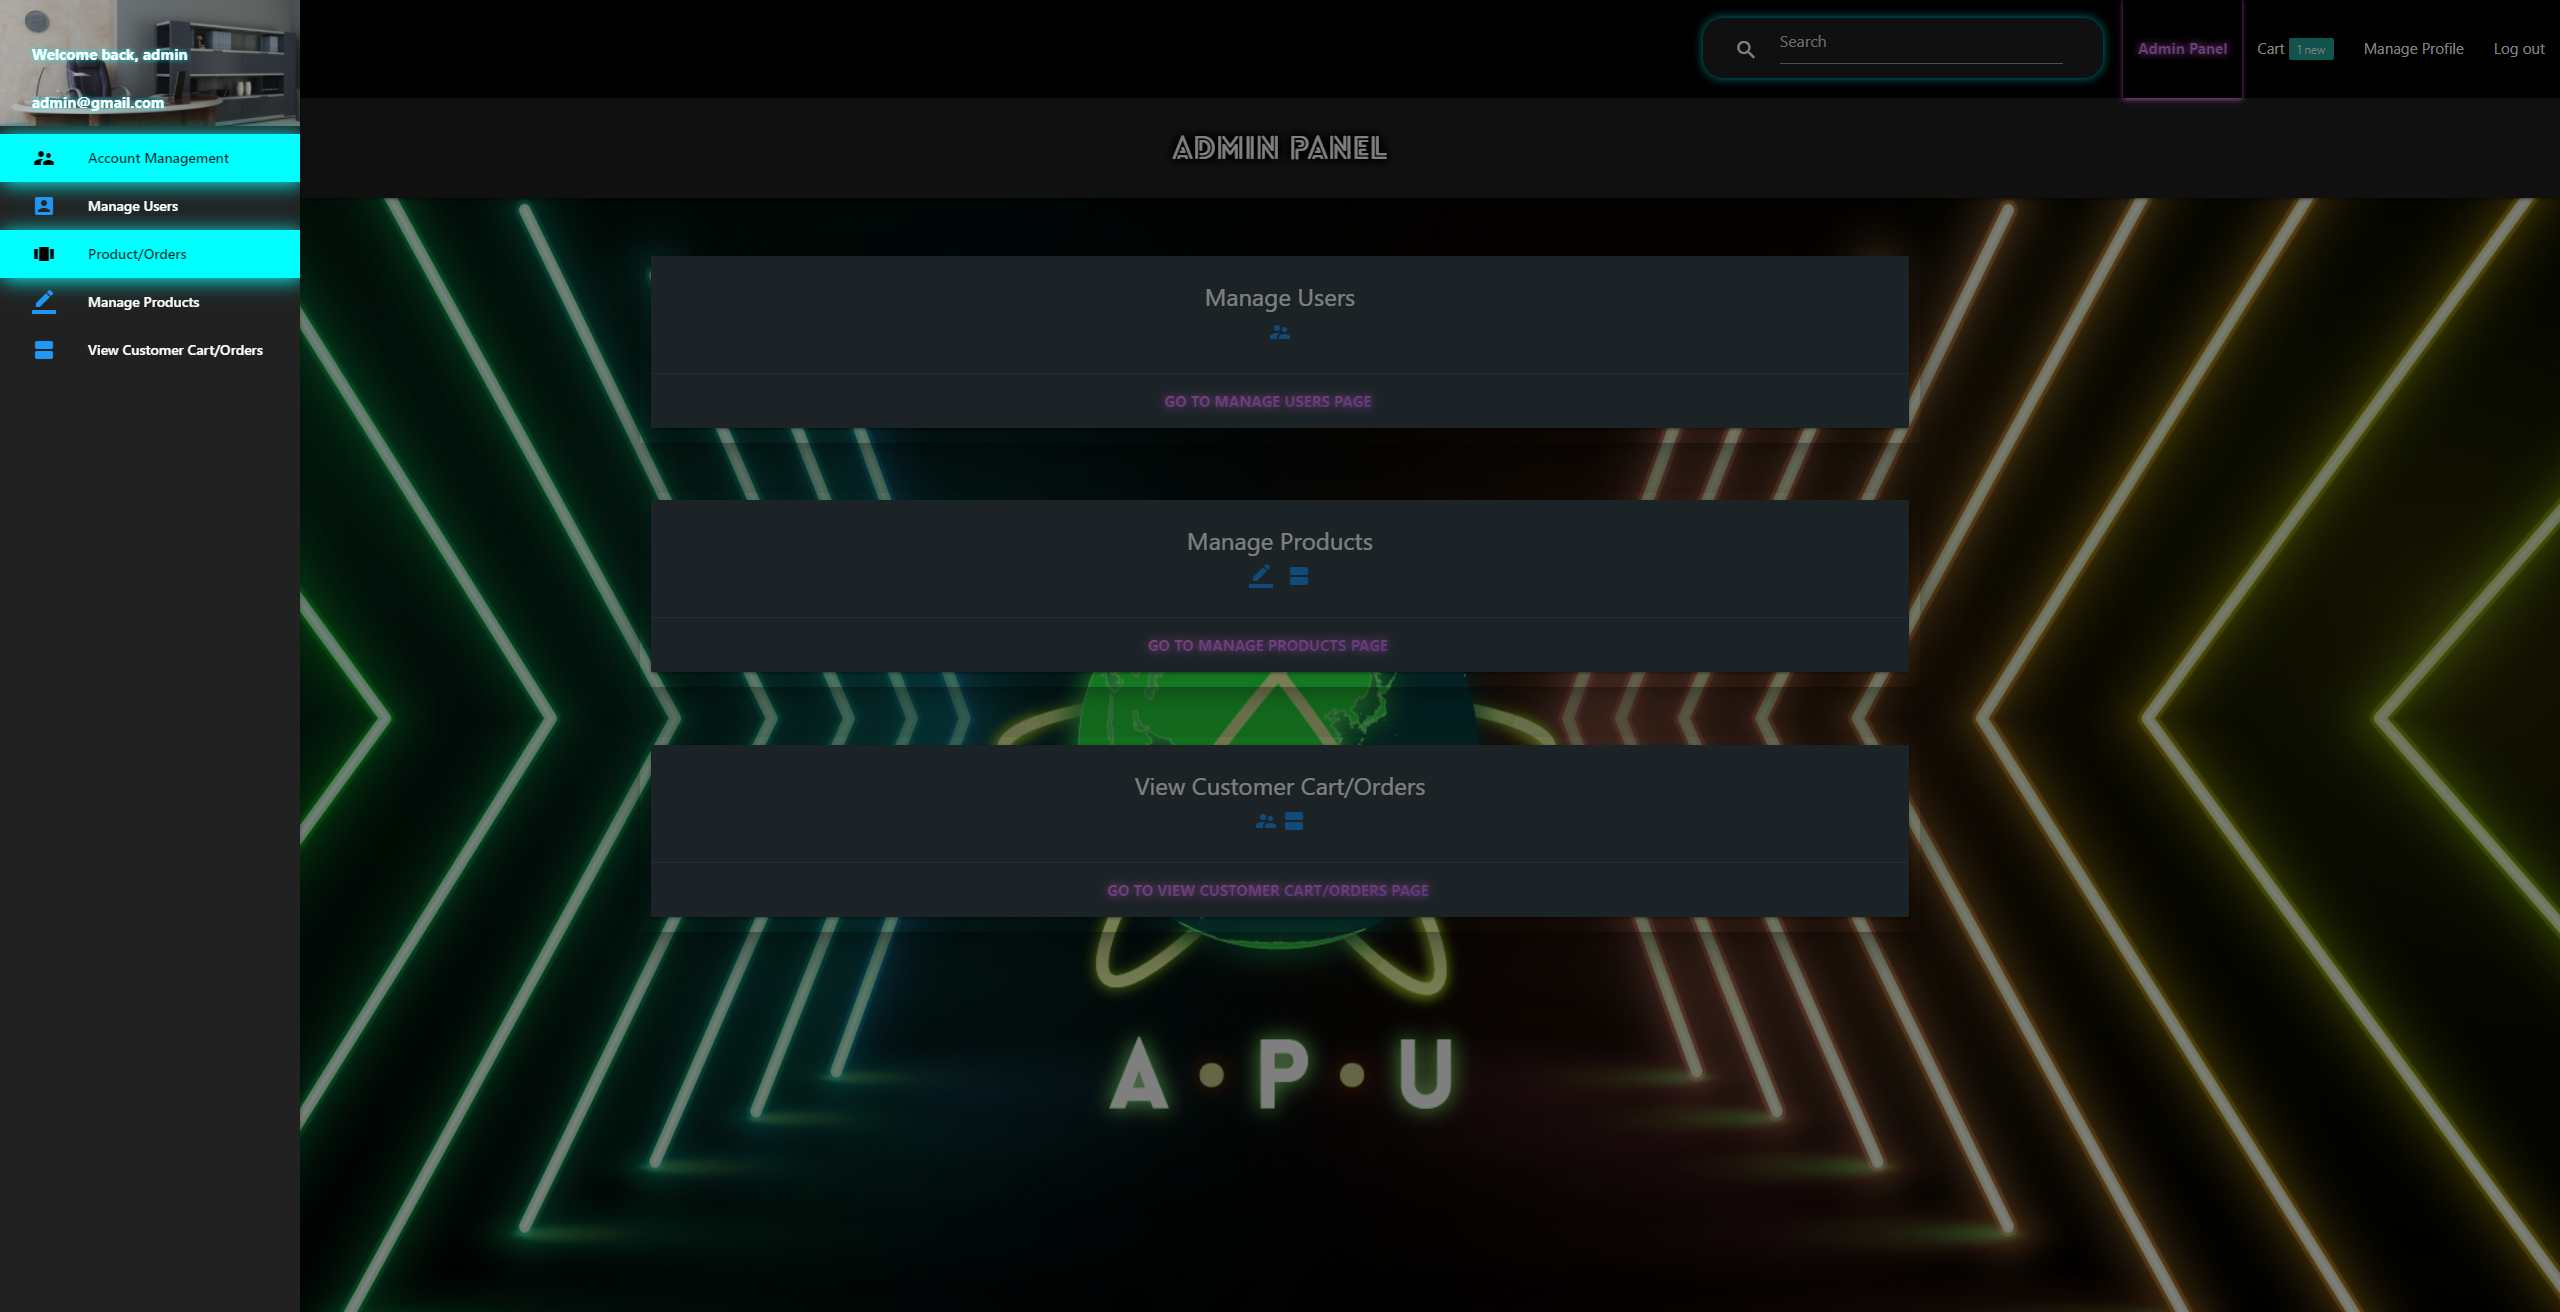 Welcome back, admin
admin@gmail.com
Account Management
Manage Users
Product/Orders
Manage Products
View Customer Cart/Orders
Search
Admin Panel
Cart 1 new
Manage Profile
Log out
ADMIN PANEL
Manage Users
GO TO MANAGE USERS PAGE
Manage Products
GO TO MANAGE PRODUCTS PAGE
View Customer Cart/Orders
GO TO VIEW CUSTOMER CART/ORDERS PAGE
A • P • U